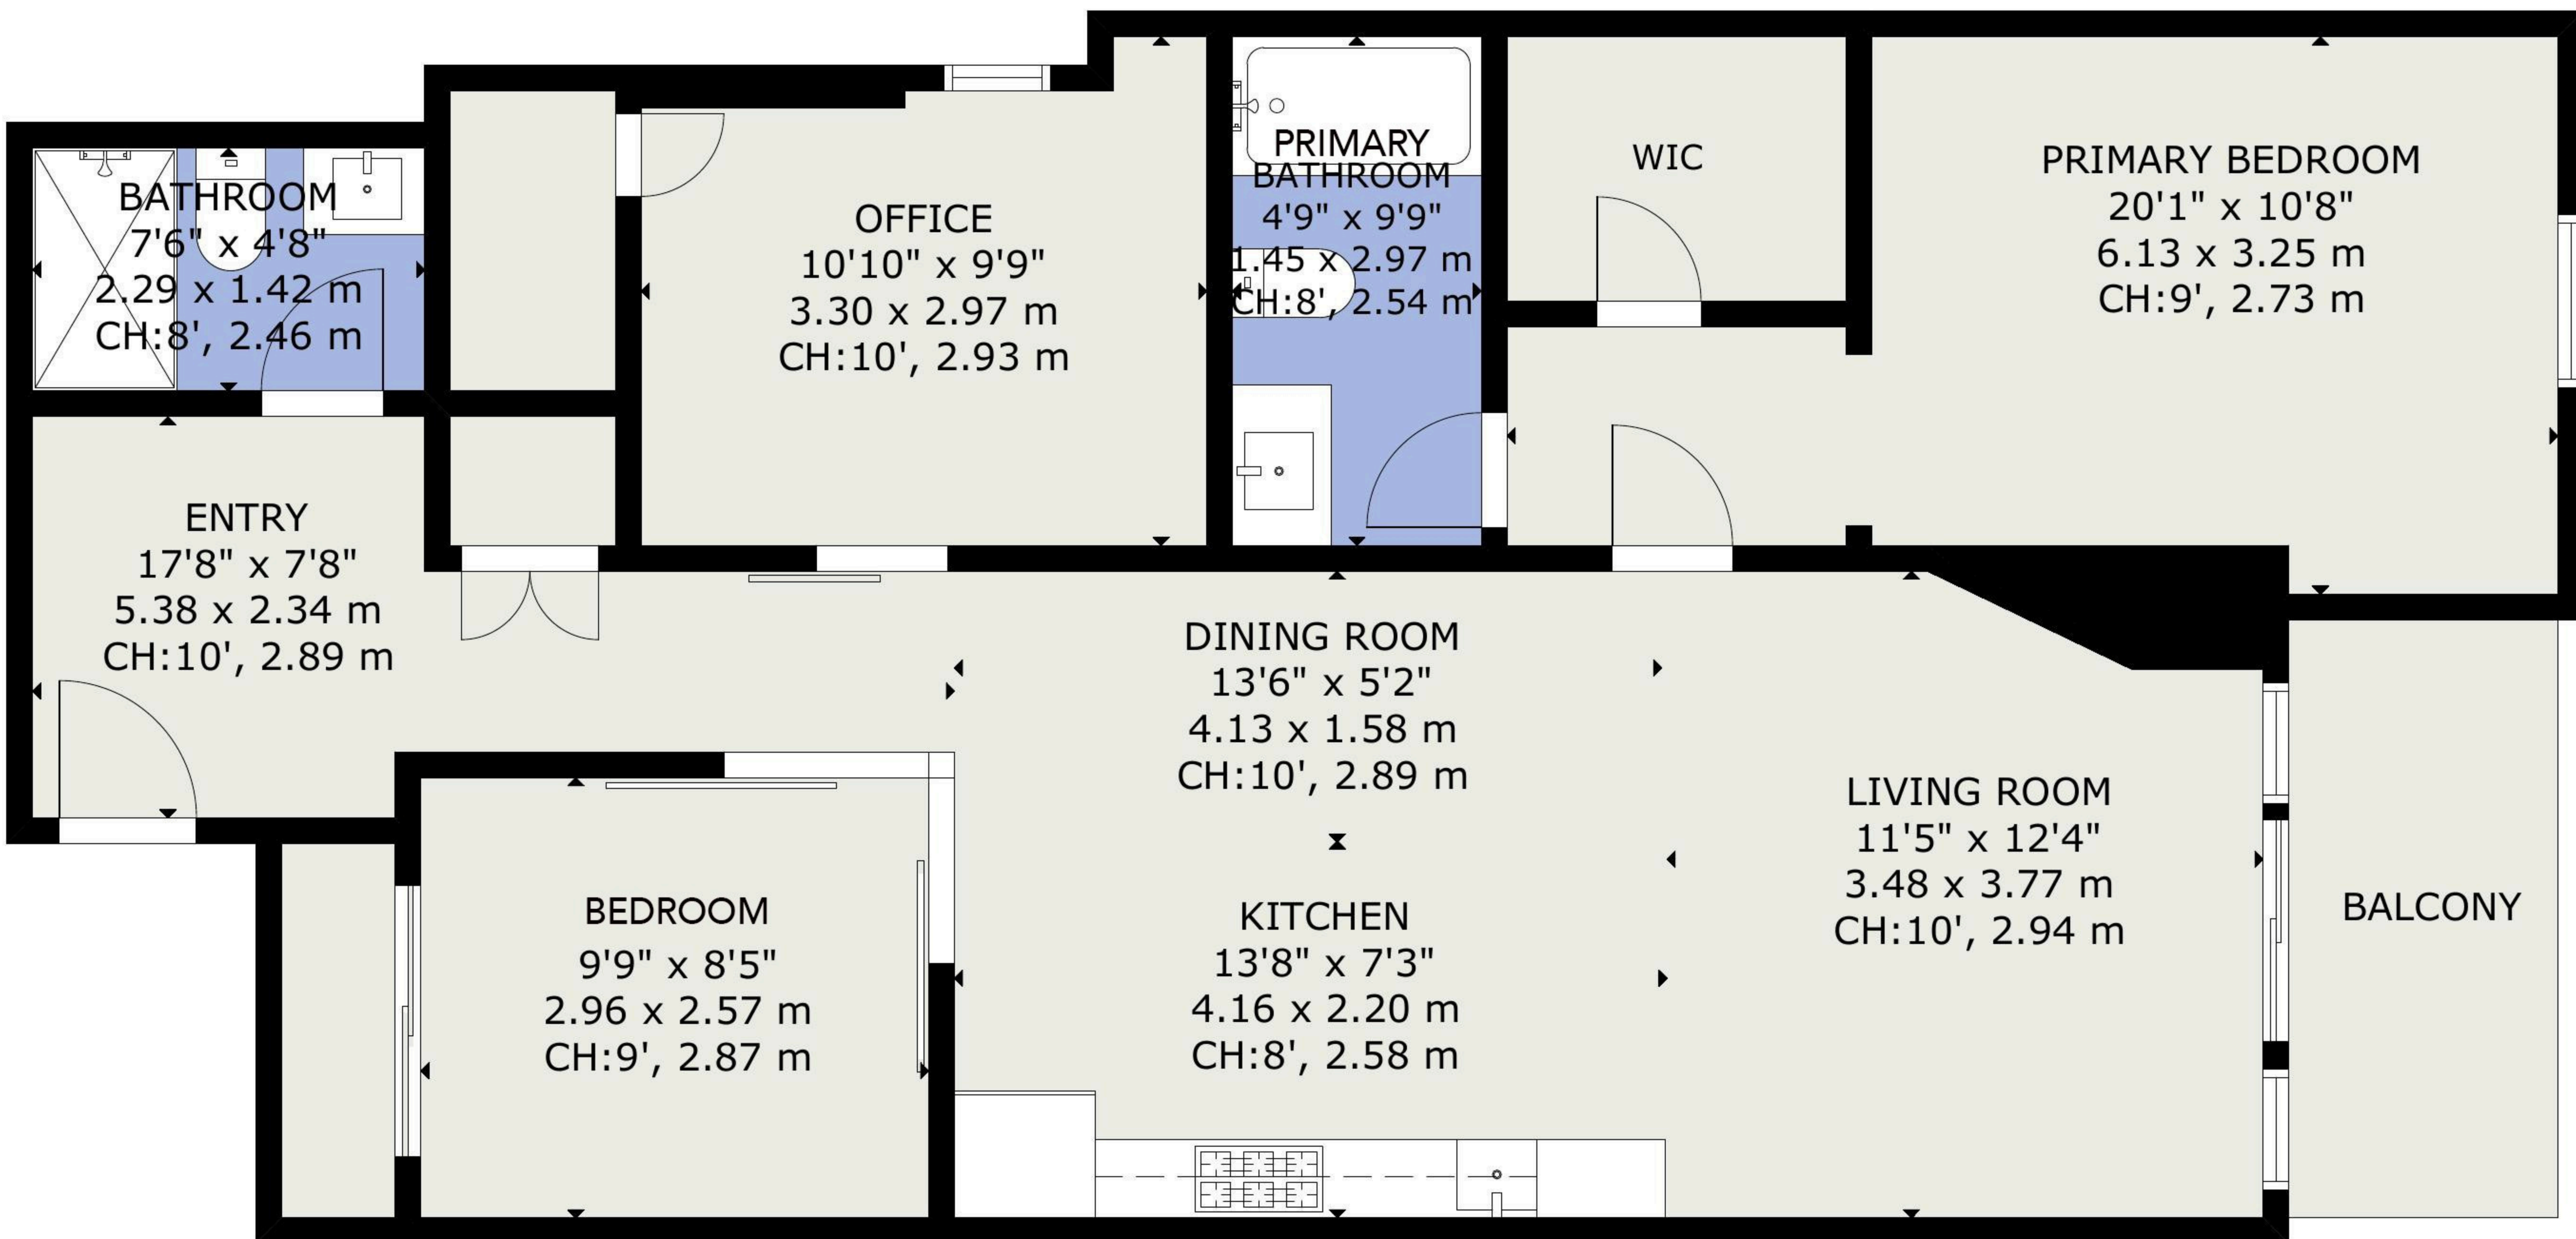 BATHROOM
7'6" x 4'8"
2.29 x 1.42 m
CH:8', 2.46 m
OFFICE
10'10" x 9'9"
3.30 x 2.97 m
CH:10', 2.93 m
PRIMARY
BATHROOM
4'9" x 9'9"
1.45 x 2.97 m
CH:8', 2.54 m
WIC
PRIMARY BEDROOM
20'1" x 10'8"
6.13 x 3.25 m
CH:9', 2.73 m
ENTRY
17'8" x 7'8"
5.38 x 2.34 m
CH:10', 2.89 m
DINING ROOM
13'6" x 5'2"
4.13 x 1.58 m
CH:10', 2.89 m
LIVING ROOM
11'5" x 12'4"
3.48 x 3.77 m
CH:10', 2.94 m
BALCONY
BEDROOM
9'9" x 8'5"
2.96 x 2.57 m
CH:9', 2.87 m
KITCHEN
13'8" x 7'3"
4.16 x 2.20 m
CH:8', 2.58 m